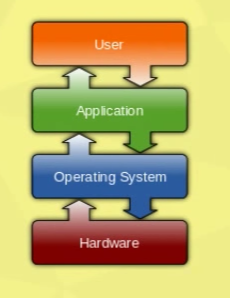 User
Application
Operating System
Hardware